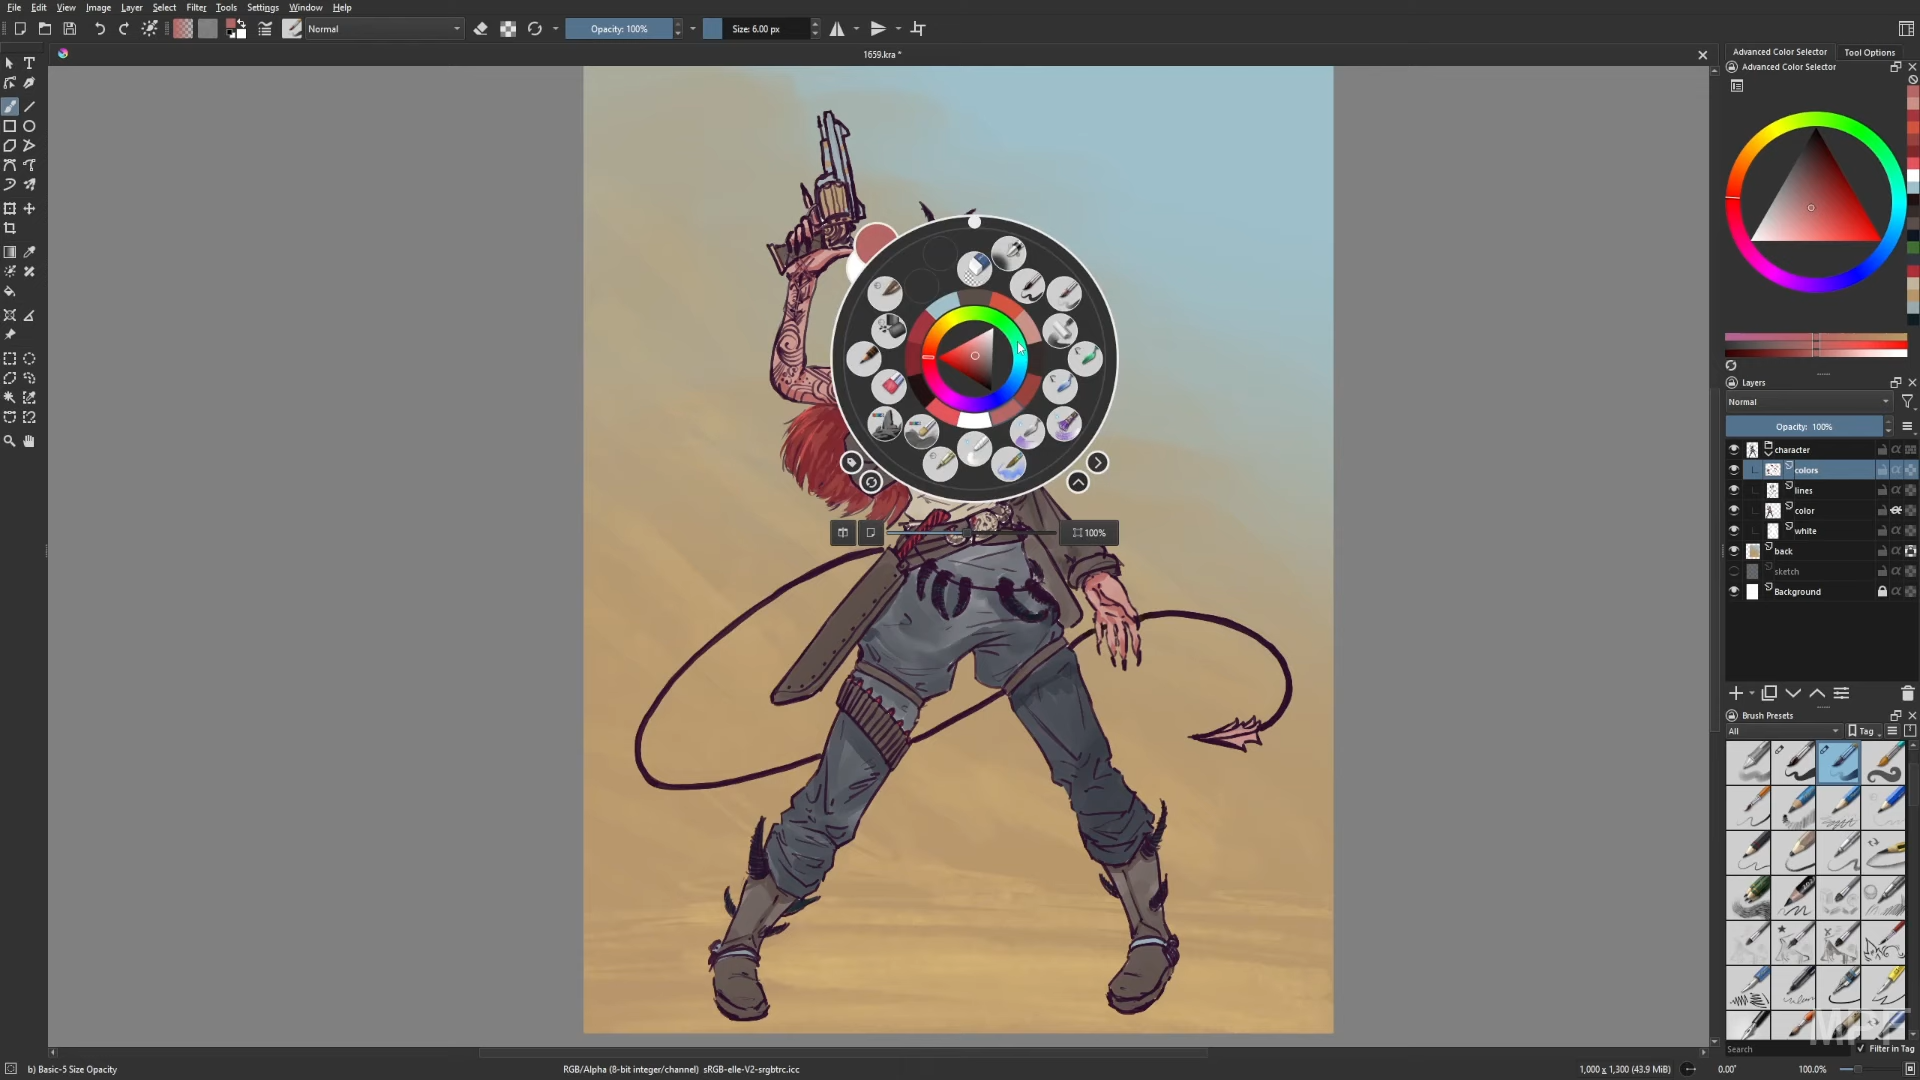 File Edit View Image Layer Select Filter Tools Settings Window Help
Normal Opacity: 100% Size: 6.00 px
1659.kra *
Advanced Color Selector Tool Options
Advanced Color Selector
Layers
Normal
Opacity: 100%
character
colors
lines
color
white
back
sketch
Background
100%
Brush Presets
All Tag
MPF
Search Filter in Tag
b) Basic-5 Size Opacity RGB/Alpha (8-bit integer/channel) sRGB-elle-V2-srgbtrc.icc 1,000 x 1,300 (43.9 MiB) 0.00° 100.0%